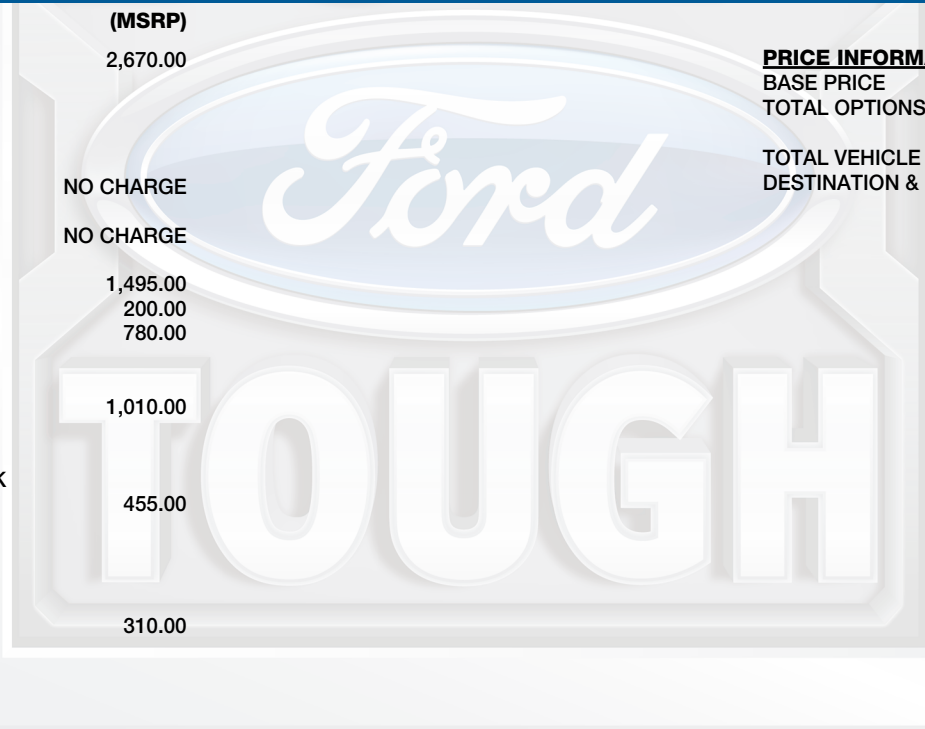 (MSRP)
2,670.00
NO CHARGE
NO CHARGE
1,495.00
200.00
780.00
1,010.00
K
455.00
310.00
PRICE INFORMA
BASE PRICE
TOTAL OPTIONS
TOTAL VEHICLE
DESTINATION &
Ford
TOUGH